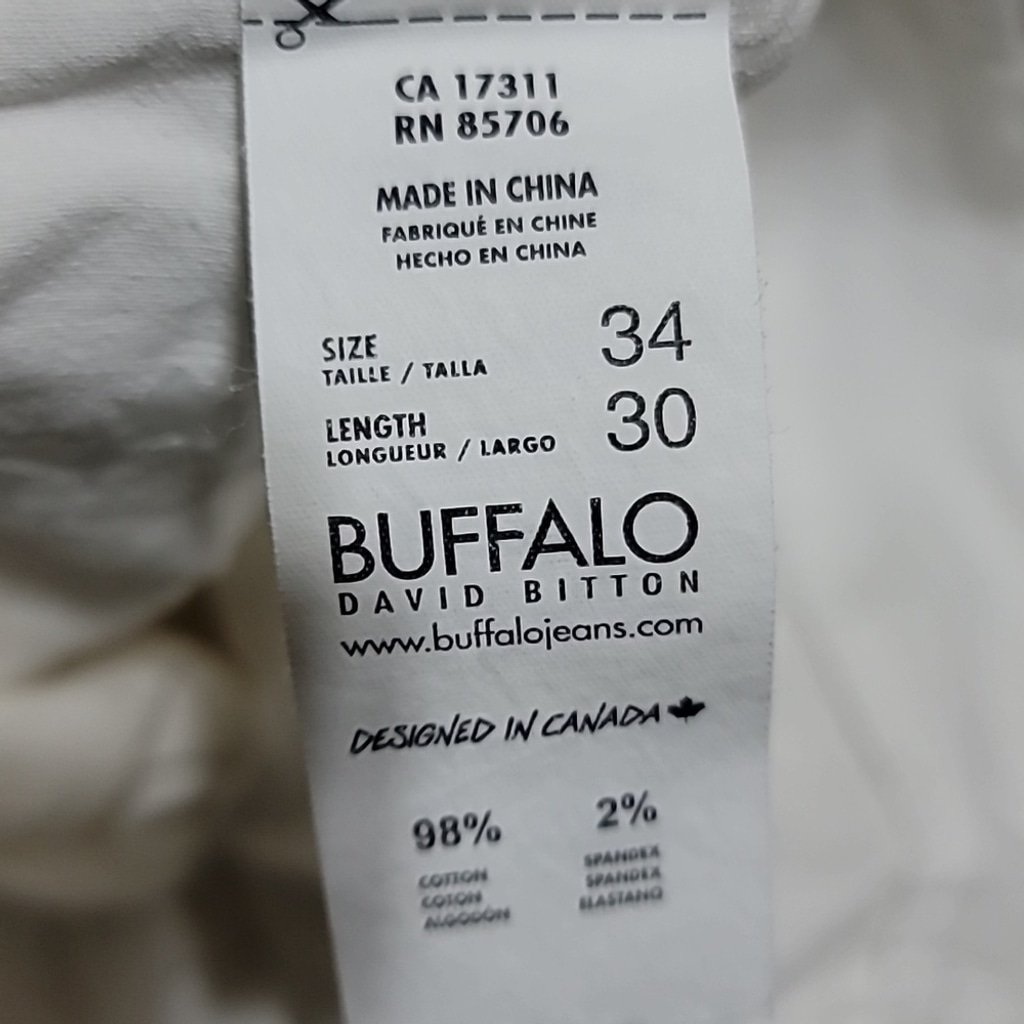 CA 17311
RN 85706
MADE IN CHINA
FABRIQUÉ EN CHINE
HECHO EN CHINA
SIZE 34
TAILLE / TALLA
LENGTH 30
LONGUEUR / LARGO
BUFFALO
DAVID BITTON
www.buffalojeans.com
DESIGNED IN CANADA
98% 2%
COTTON SPANDEX
COTON SPANDEX
ALGODÓN ELASTANO